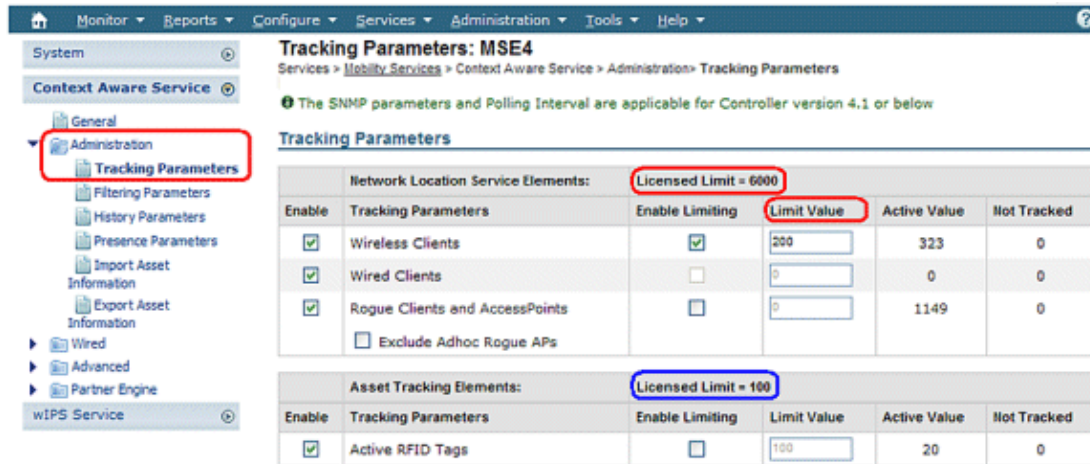 Monitor Reports Configure Services Administration Tools Help
System
Context Aware Service
General
Administration
Tracking Parameters
Filtering Parameters
History Parameters
Presence Parameters
Import Asset
Information
Export Asset
Information
Wired
Advanced
Partner Engine
wIPS Service
Tracking Parameters: MSE4
Services > Mobility Services > Context Aware Service > Administration> Tracking Parameters
The SNMP parameters and Polling Interval are applicable for Controller version 4.1 or below
Tracking Parameters
Network Location Service Elements: Licensed Limit = 6000
Enable Tracking Parameters Enable Limiting Limit Value Active Value Not Tracked
Wireless Clients 200 323 0
Wired Clients 0 0 0
Rogue Clients and AccessPoints 0 1149 0
Exclude Adhoc Rogue APs
Asset Tracking Elements: Licensed Limit = 100
Enable Tracking Parameters Enable Limiting Limit Value Active Value Not Tracked
Active RFID Tags 100 20 0